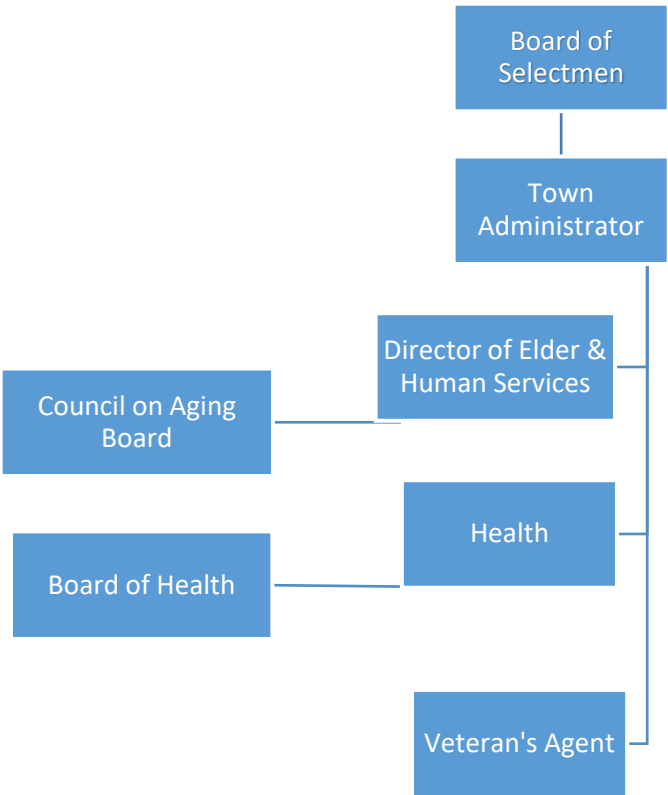 Board of
Selectmen
Town
Administrator
Director of Elder &
Human Services
Council on Aging
Board
Health
Board of Health
Veteran's Agent